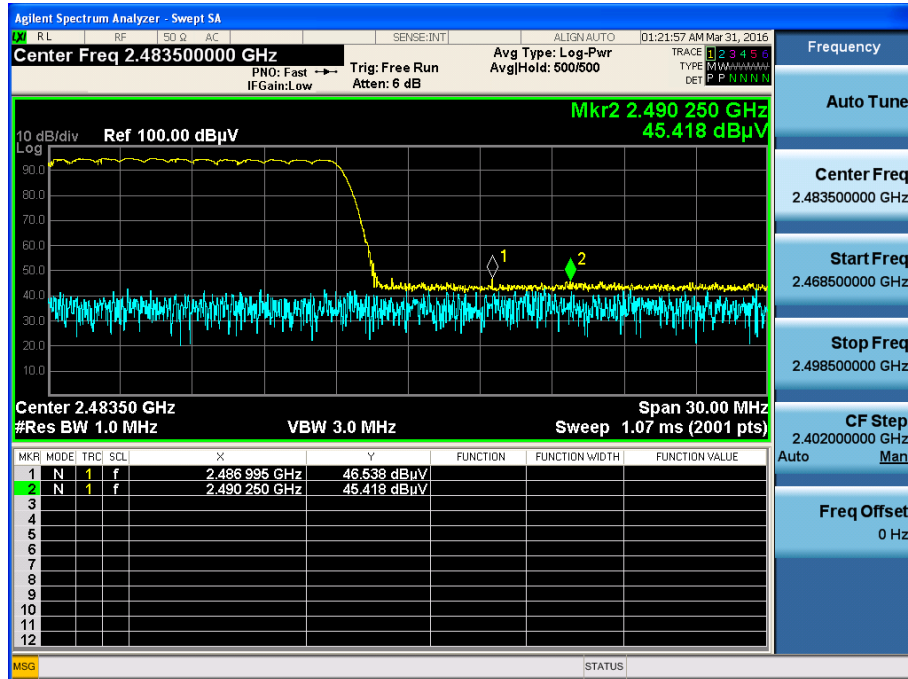 Agilent Spectrum Analyzer - Swept SA
LXI RL RF 50 Ω AC SENSE:INT ALIGN AUTO 01:21:57 AM Mar 31, 2016
Center Freq 2.483500000 GHz
PNO: Fast
IFGain:Low
Trig: Free Run
Atten: 6 dB
Avg Type: Log-Pwr
Avg|Hold: 500/500
TRACE 1 2 3 4 5 6
TYPE M W W W W W
DET P P N N N N
Mkr2 2.490 250 GHz
45.418 dBµV
10 dB/div Ref 100.00 dBµV
Log
90.0
80.0
70.0
60.0
50.0
40.0
30.0
20.0
10.0
1
2
Center 2.48350 GHz Span 30.00 MHz
#Res BW 1.0 MHz VBW 3.0 MHz Sweep 1.07 ms (2001 pts)
MKR MODE TRC SCL X Y FUNCTION FUNCTION WIDTH FUNCTION VALUE
1 N 1 f 2.486 995 GHz 46.538 dBµV
2 N 1 f 2.490 250 GHz 45.418 dBµV
3
4
5
6
7
8
9
10
11
12
MSG STATUS
Frequency
Auto Tune
Center Freq
2.483500000 GHz
Start Freq
2.468500000 GHz
Stop Freq
2.498500000 GHz
CF Step
2.402000000 GHz
Auto Man
Freq Offset
0 Hz